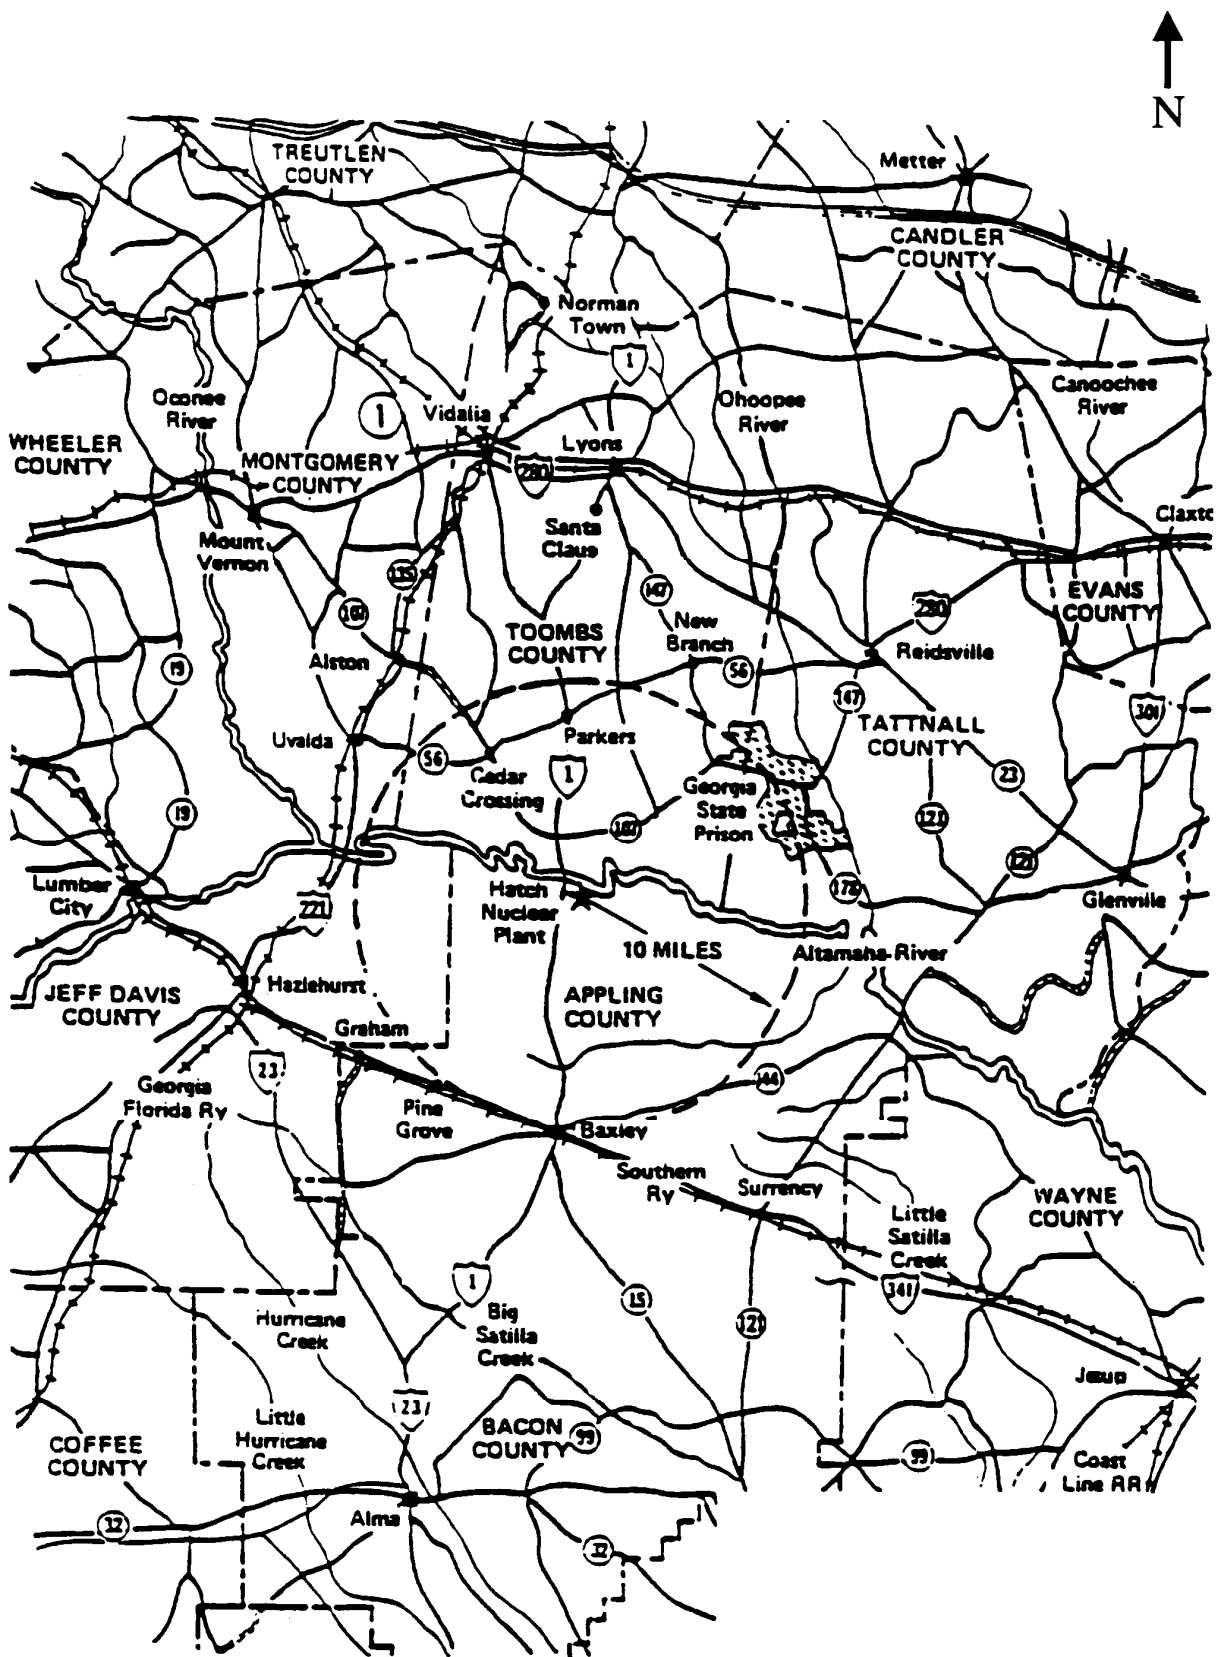 N
TREUTLEN
COUNTY
Metter
CANDLER
COUNTY
Norman
Town
1
Oconee
River
1
Vidalia
Ohoopee
River
Canoochee
River
Lyons
WHEELER
COUNTY
MONTGOMERY
COUNTY
280
Santa
Claus
Mount
Vernon
135
147
107
TOOMBS
COUNTY
New
Branch
280
EVANS
COUNTY
Alston
19
56
Reidsville
147
301
Uvalda
56
Cedar
Crossing
Parkers
1
TATTNALL
COUNTY
23
Georgia
State
Prison
19
107
121
121
Lumber
City
221
Hatch
Nuclear
Plant
178
Glenville
10 MILES
Altamaha River
JEFF DAVIS
COUNTY
Hazlehurst
APPLING
COUNTY
Graham
23
Georgia
Florida Ry
Pine
Grove
144
Baxley
Southern
Ry
Surrency
WAYNE
COUNTY
Little
Satilla
Creek
341
1
15
121
Hurricane
Creek
Big
Satilla
Creek
Jesup
23
Little
Hurricane
Creek
BACON
COUNTY
99
99
COFFEE
COUNTY
Coast
Line RR
Alma
32
32